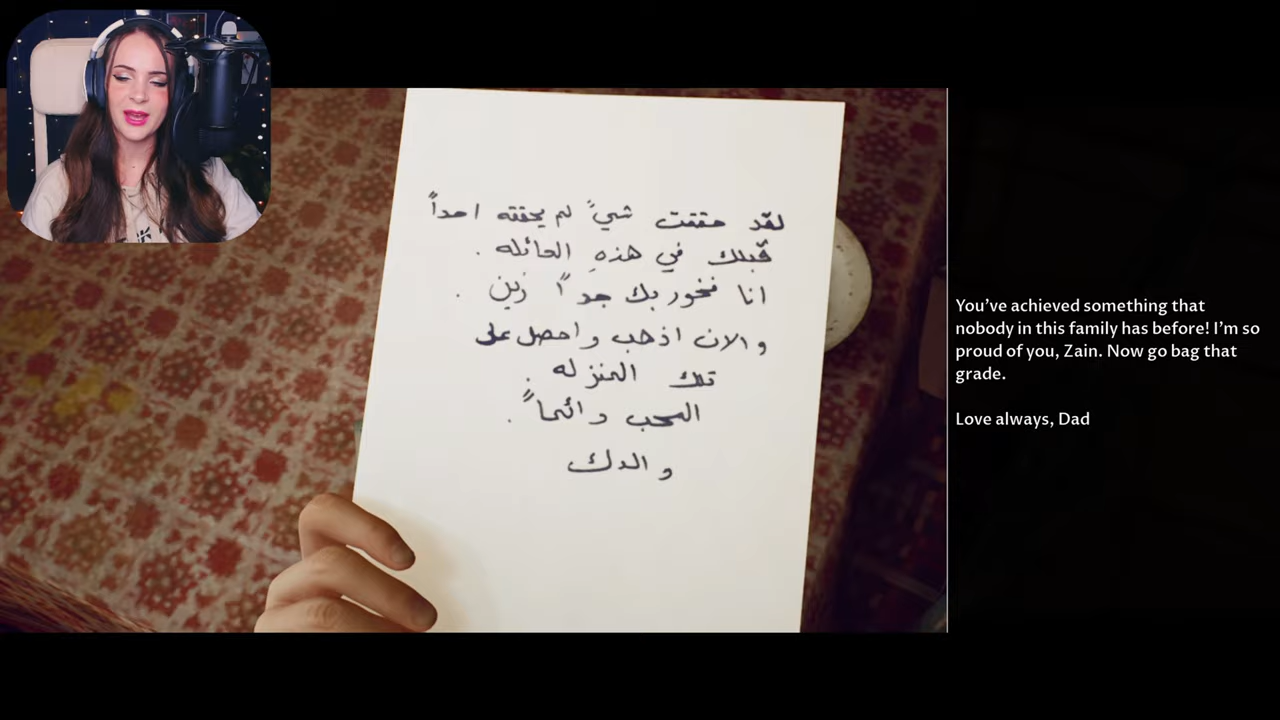 لقد حققت شيءً لم يحققه احداً
قبلك في هذهِ العائله .
انا فخور بك جداً زين .
والان اذهب واحصل على
تلك المنزله .
المحب دائماً .
والدك
You've achieved something that
nobody in this family has before! I'm so
proud of you, Zain. Now go bag that
grade.
Love always, Dad